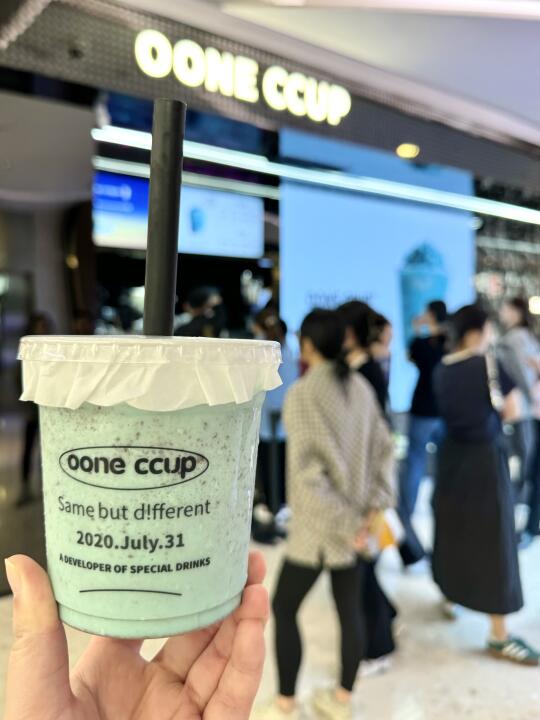 OONE CCUP
oone ccup
Same but d!fferent
2020.July.31
A DEVELOPER OF SPECIAL DRINKS